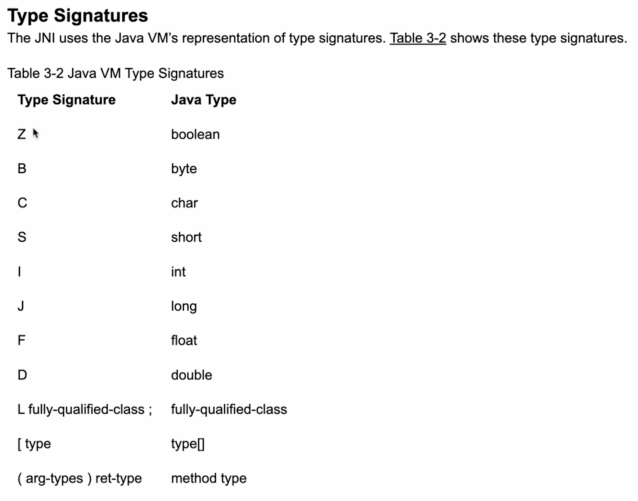 Type Signatures
The JNI uses the Java VM's representation of type signatures. Table 3-2 shows these type signatures.
Table 3-2 Java VM Type Signatures
Type Signature Java Type
Z boolean
B byte
C char
S short
I int
J long
F float
D double
L fully-qualified-class ; fully-qualified-class
[ type type[]
( arg-types ) ret-type method type